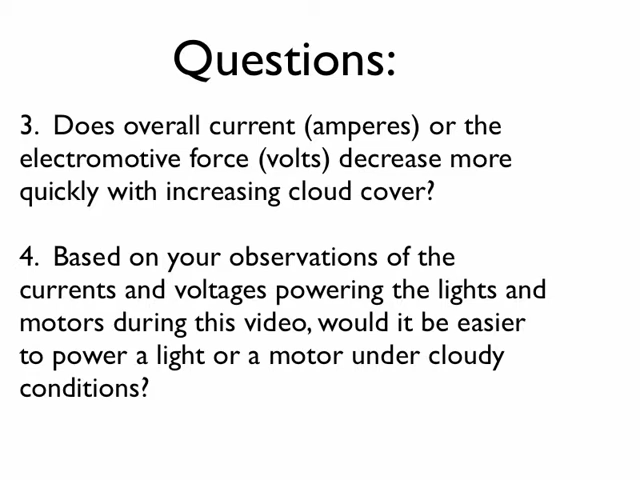 Questions:
3. Does overall current (amperes) or the
electromotive force (volts) decrease more
quickly with increasing cloud cover?
4. Based on your observations of the
currents and voltages powering the lights and
motors during this video, would it be easier
to power a light or a motor under cloudy
conditions?